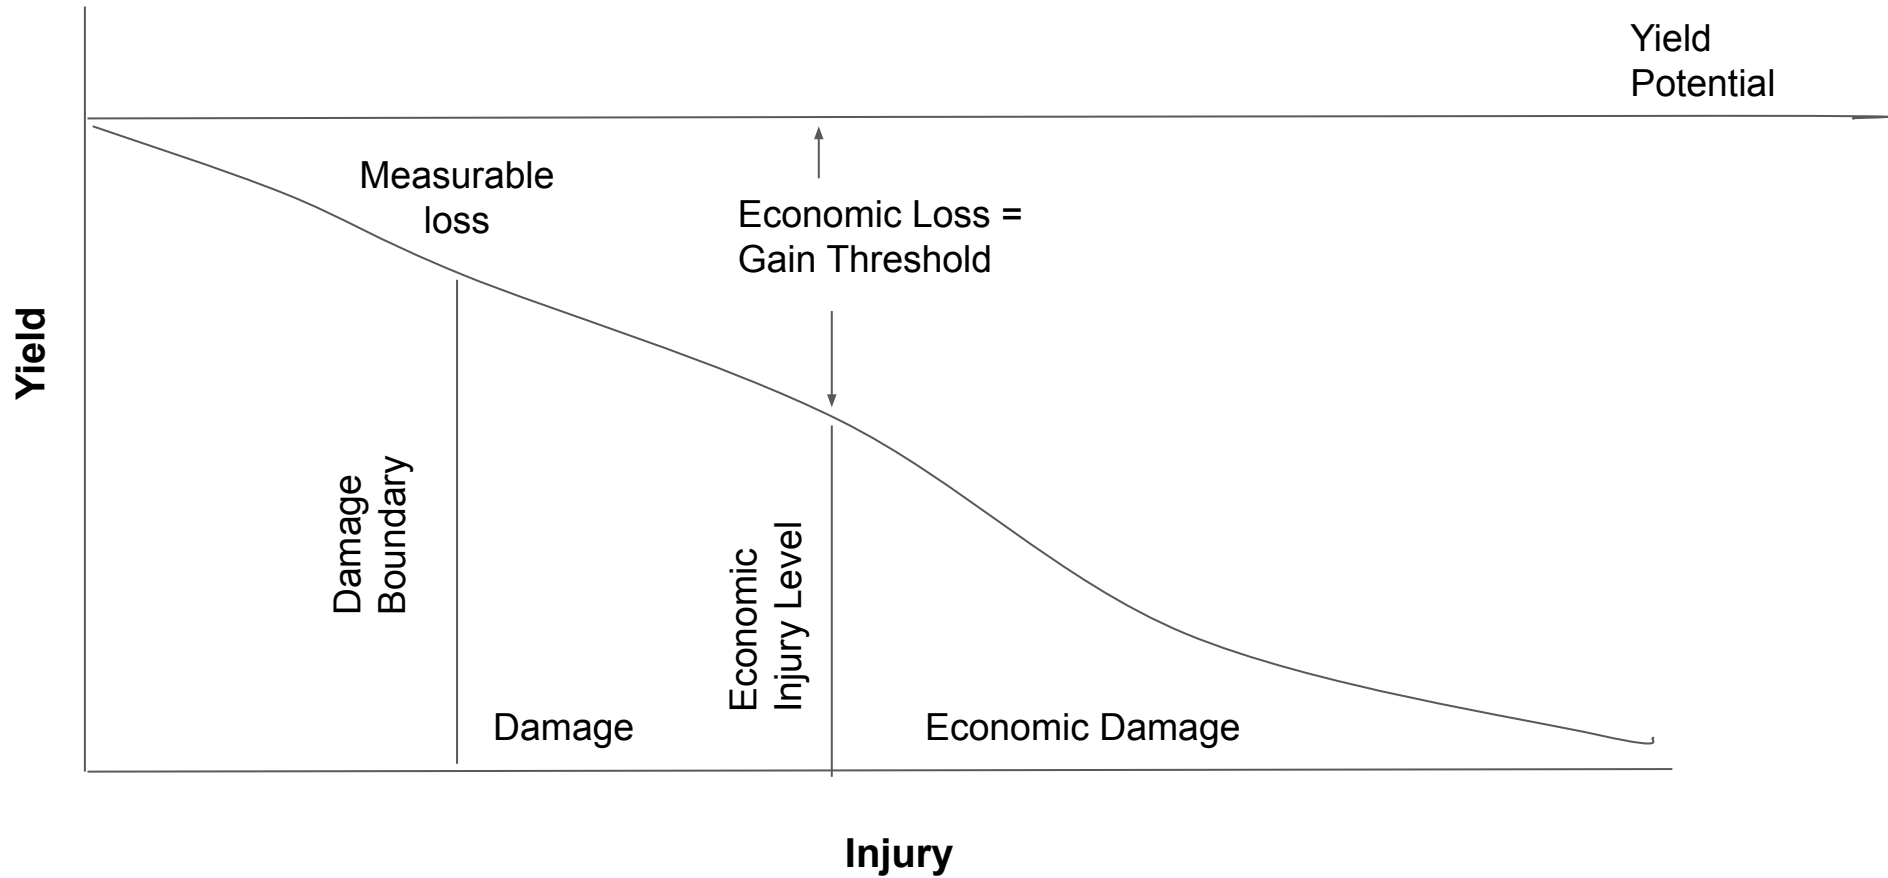 Yield
Potential
Measurable
loss
Economic Loss =
Gain Threshold
Yield
Damage
Boundary
Economic
Injury Level
Damage
Economic Damage
Injury